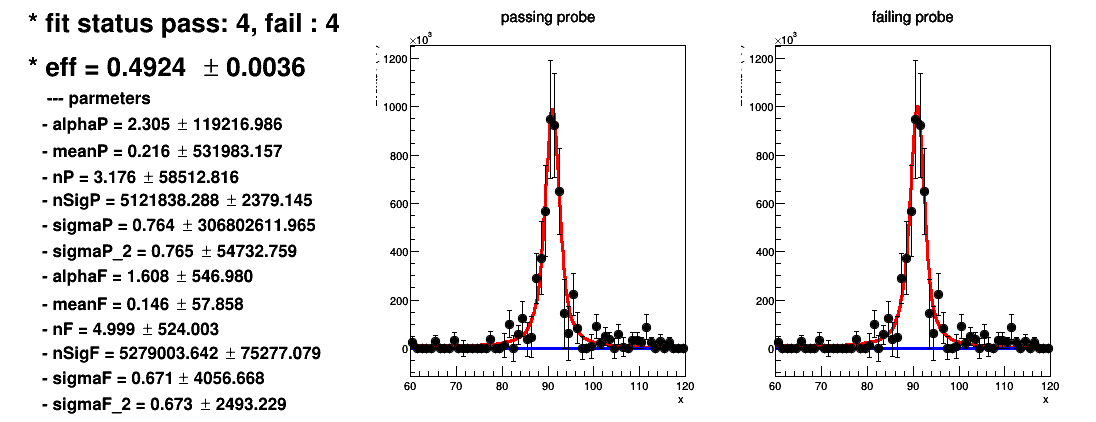 * fit status pass: 4, fail : 4
* eff = 0.4924 ± 0.0036
--- parmeters
- alphaP = 2.305 ± 119216.986
- meanP = 0.216 ± 531983.157
- nP = 3.176 ± 58512.816
- nSigP = 5121838.288 ± 2379.145
- sigmaP = 0.764 ± 306802611.965
- sigmaP_2 = 0.765 ± 54732.759
- alphaF = 1.608 ± 546.980
- meanF = 0.146 ± 57.858
- nF = 4.999 ± 524.003
- nSigF = 5279003.642 ± 75277.079
- sigmaF = 0.671 ± 4056.668
- sigmaF_2 = 0.673 ± 2493.229
passing probe
×10³
1200
1000
800
600
400
200
0
60 70 80 90 100 110 120
x
failing probe
×10³
1200
1000
800
600
400
200
0
60 70 80 90 100 110 120
x